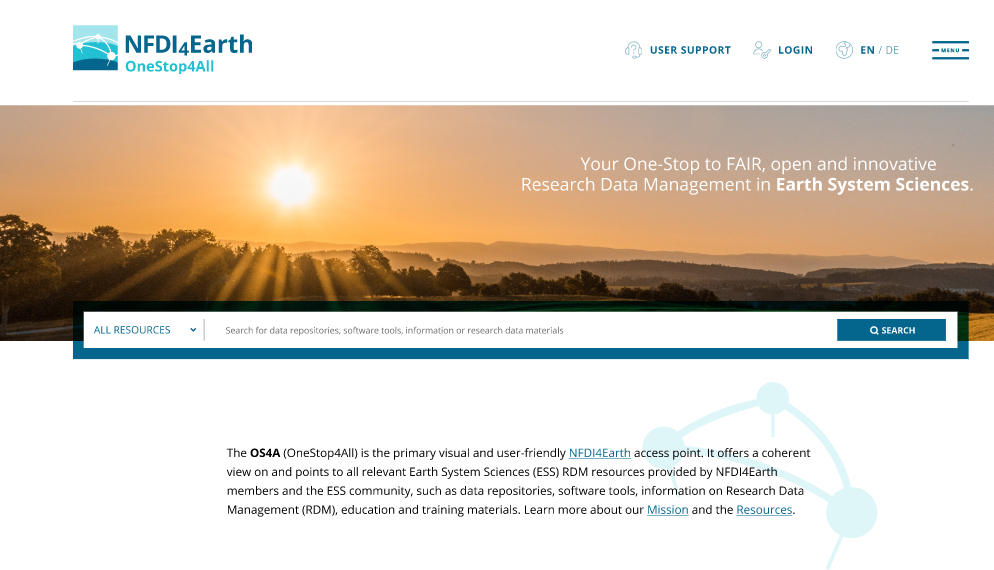 NFDI4Earth
OneStop4All
USER SUPPORT
LOGIN
EN / DE
MENU
Your One-Stop to FAIR, open and innovative
Research Data Management in Earth System Sciences.
ALL RESOURCES
Search for data repositories, software tools, information or research data materials
SEARCH
The OS4A (OneStop4All) is the primary visual and user-friendly NFDI4Earth access point. It offers a coherent
view on and points to all relevant Earth System Sciences (ESS) RDM resources provided by NFDI4Earth
members and the ESS community, such as data repositories, software tools, information on Research Data
Management (RDM), education and training materials. Learn more about our Mission and the Resources.